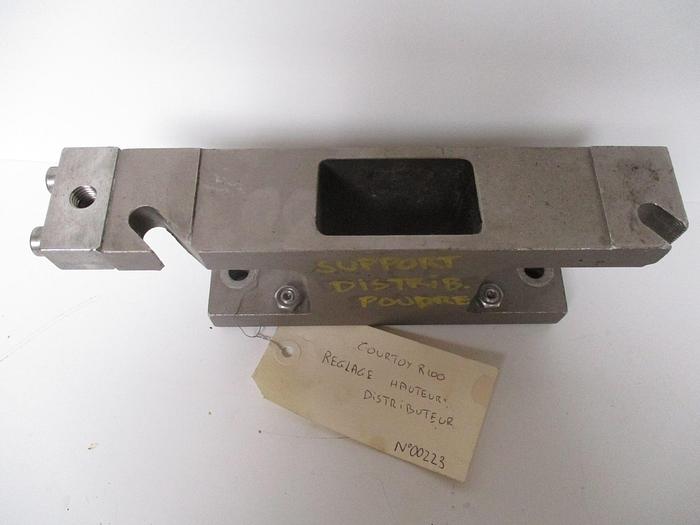 SUPPORT
DISTRIB.
POUDRE
COURTOY R100
REGLAGE HAUTEUR
DISTRIBUTEUR
N°00223